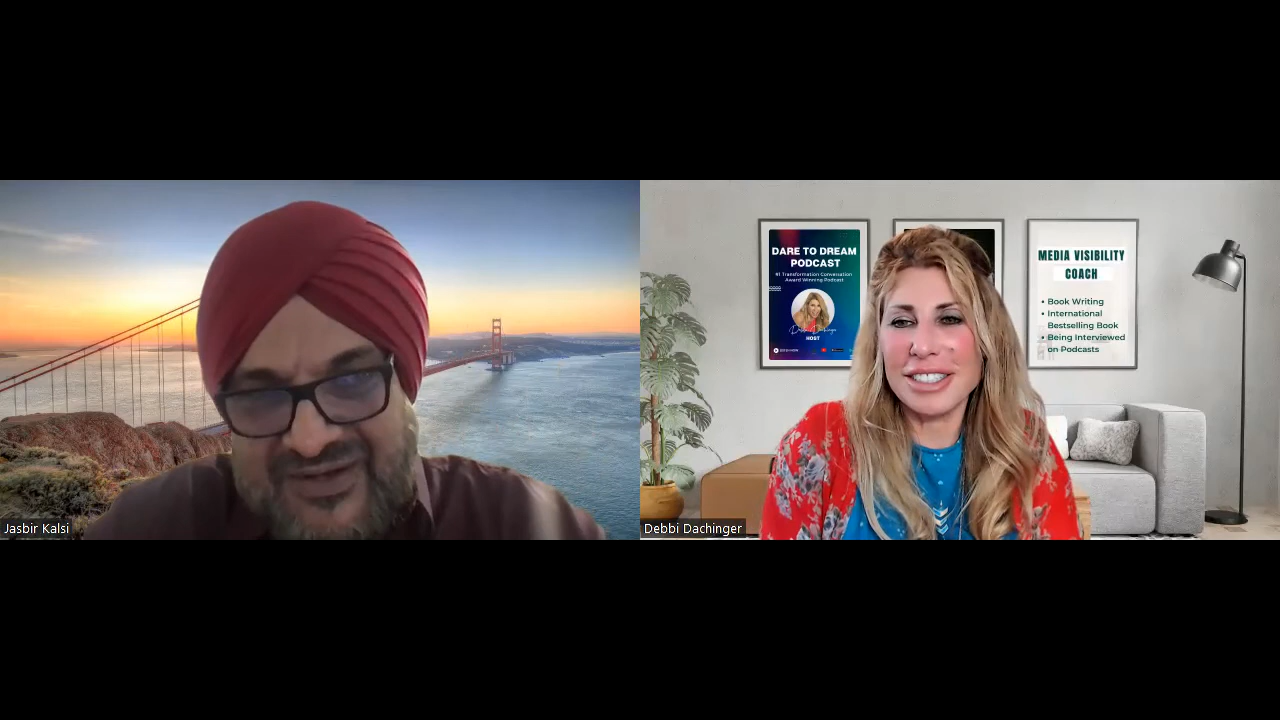 DARE TO DREAM
PODCAST
#1 Transformation Conversation
Award Winning Podcast
HOST
MEDIA VISIBILITY
COACH
• Book Writing
• International
Bestselling Book
• Being Interviewed
on Podcasts
Jasbir Kalsi
Debbi Dachinger